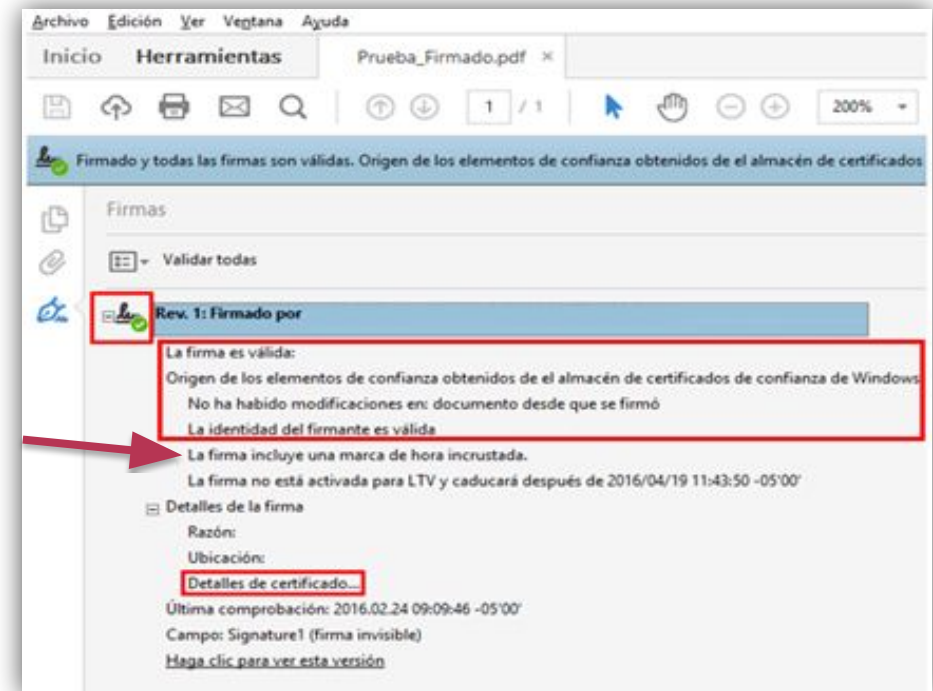 Archivo Edición Ver Ventana Ayuda
Inicio Herramientas Prueba_Firmado.pdf ×
1 / 1 200%
Firmado y todas las firmas son válidas. Origen de los elementos de confianza obtenidos de el almacén de certificados
Firmas
Validar todas
Rev. 1: Firmado por
La firma es válida:
Origen de los elementos de confianza obtenidos de el almacén de certificados de confianza de Windows
No ha habido modificaciones en: documento desde que se firmó
La identidad del firmante es válida
La firma incluye una marca de hora incrustada.
La firma no está activada para LTV y caducará después de 2016/04/19 11:43:50 -05'00'
Detalles de la firma
Razón:
Ubicación:
Detalles de certificado...
Última comprobación: 2016.02.24 09:09:46 -05'00'
Campo: Signature1 (firma invisible)
Haga clic para ver esta versión